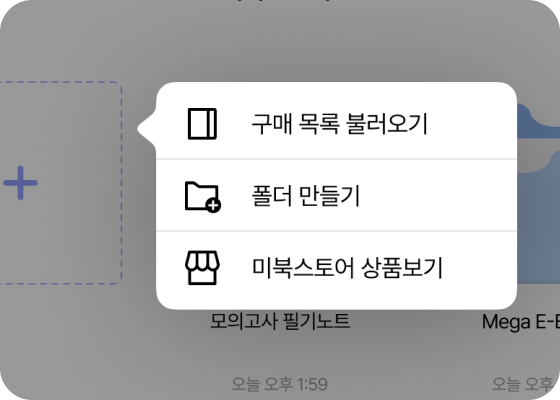 구매 목록 불러오기
폴더 만들기
미북스토어 상품보기
모의고사 필기노트
Mega E-
오늘 오후 1:59
오늘 오후